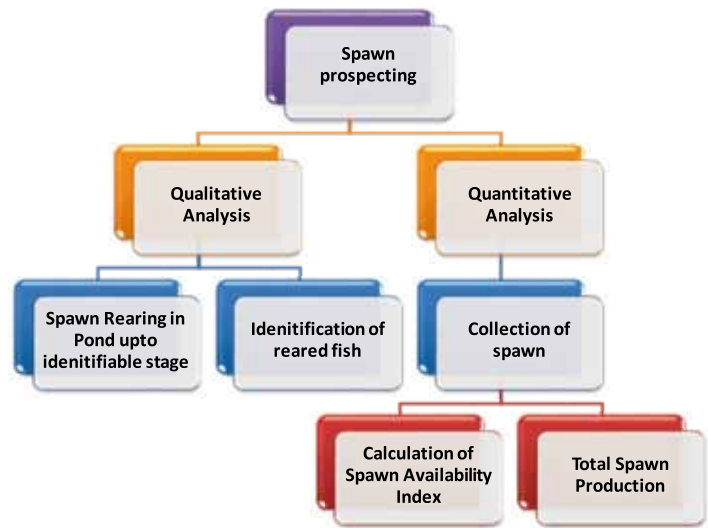 Spawn
prospecting
Qualitative
Analysis
Quantitative
Analysis
Spawn Rearing in
Pond upto
idenitifiable stage
Idenitification of
reared fish
Collection of
spawn
Calculation of
Spawn Availability
Index
Total Spawn
Production